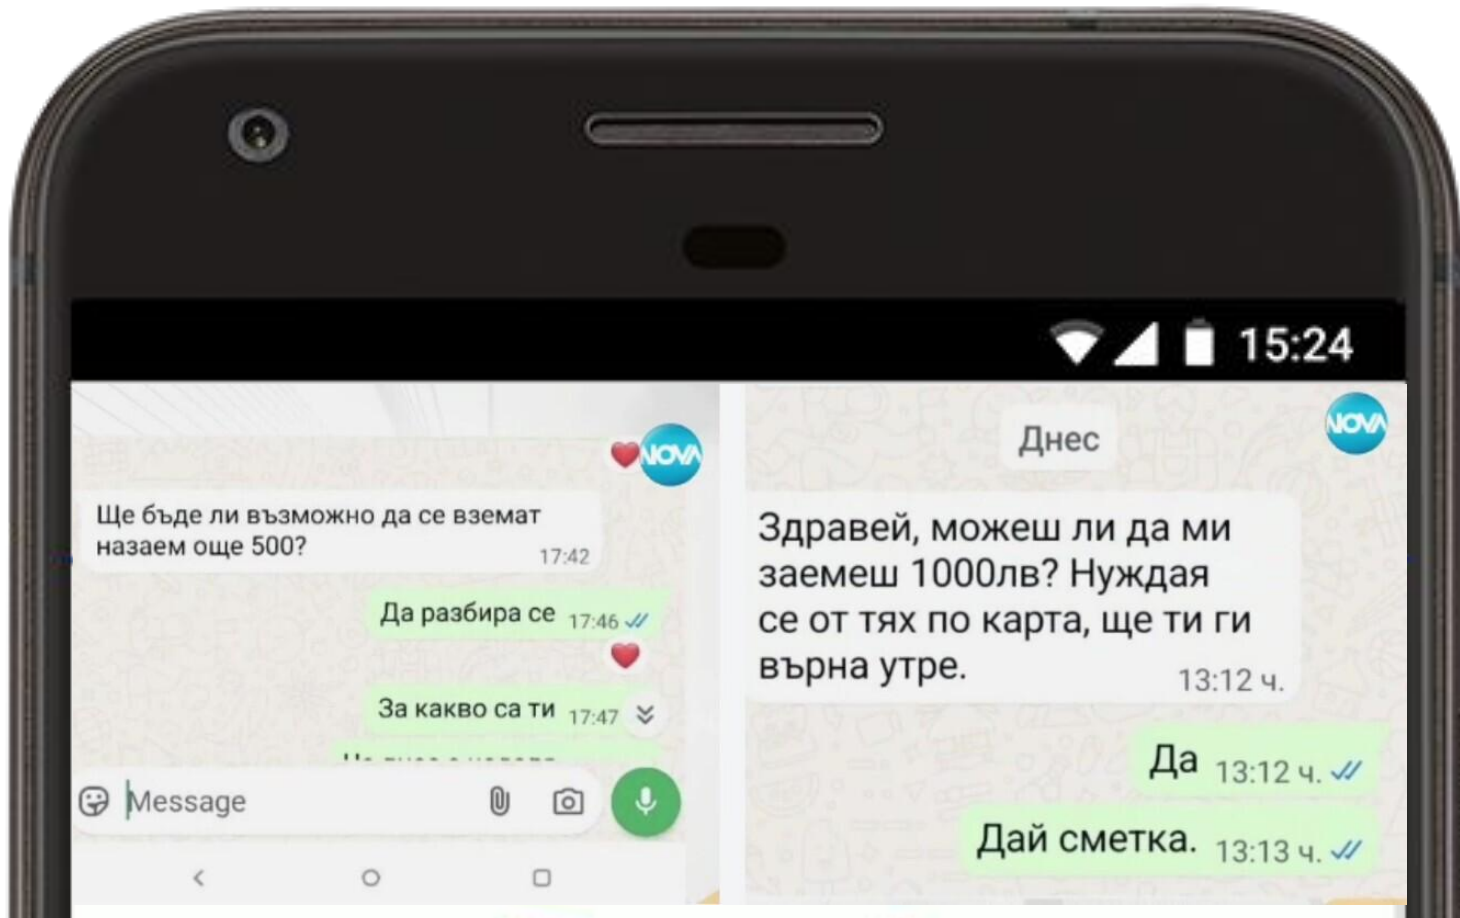 15:24
NOVA
Ще бъде ли възможно да се вземат
назаем още 500?
17:42
Да разбира се 17:46
За какво са ти 17:47
Message
Днес
NOVA
Здравей, можеш ли да ми
заемеш 1000лв? Нуждая
се от тях по карта, ще ти ги
върна утре.
13:12 ч.
Да 13:12 ч.
Дай сметка. 13:13 ч.